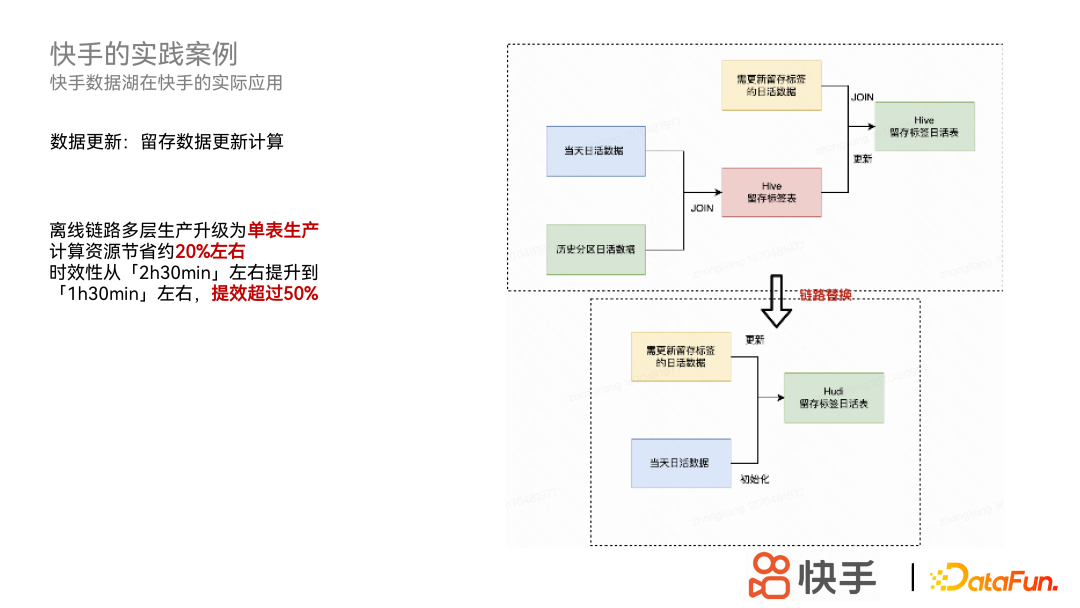 快手的实践案例
快手数据湖在快手的实际应用
数据更新：留存数据更新计算
离线链路多层生产升级为单表生产
计算资源节省约20%左右
时效性从「2h30min」左右提升到
「1h30min」左右，提效超过50%
需更新留存标签
的日活数据
JOIN
Hive
留存标签日活表
更新
当天日活数据
Hive
留存标签表
JOIN
历史分区日活数据
链路替换
需更新留存标签
的日活数据
更新
Hudi
留存标签日活表
当天日活数据
初始化
快手
DataFun.